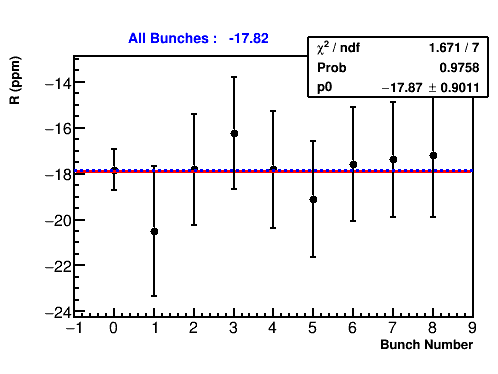 All Bunches :   -17.82
χ² / ndf   1.671 / 7
Prob   0.9758
p0   −17.87 ± 0.9011
R (ppm)
−14
−16
−18
−20
−22
−24
−1 0 1 2 3 4 5 6 7 8 9
Bunch Number